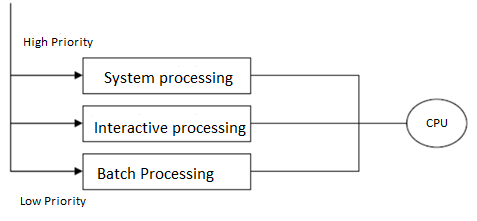 High Priority
System processing
Interactive processing
CPU
Batch Processing
Low Priority